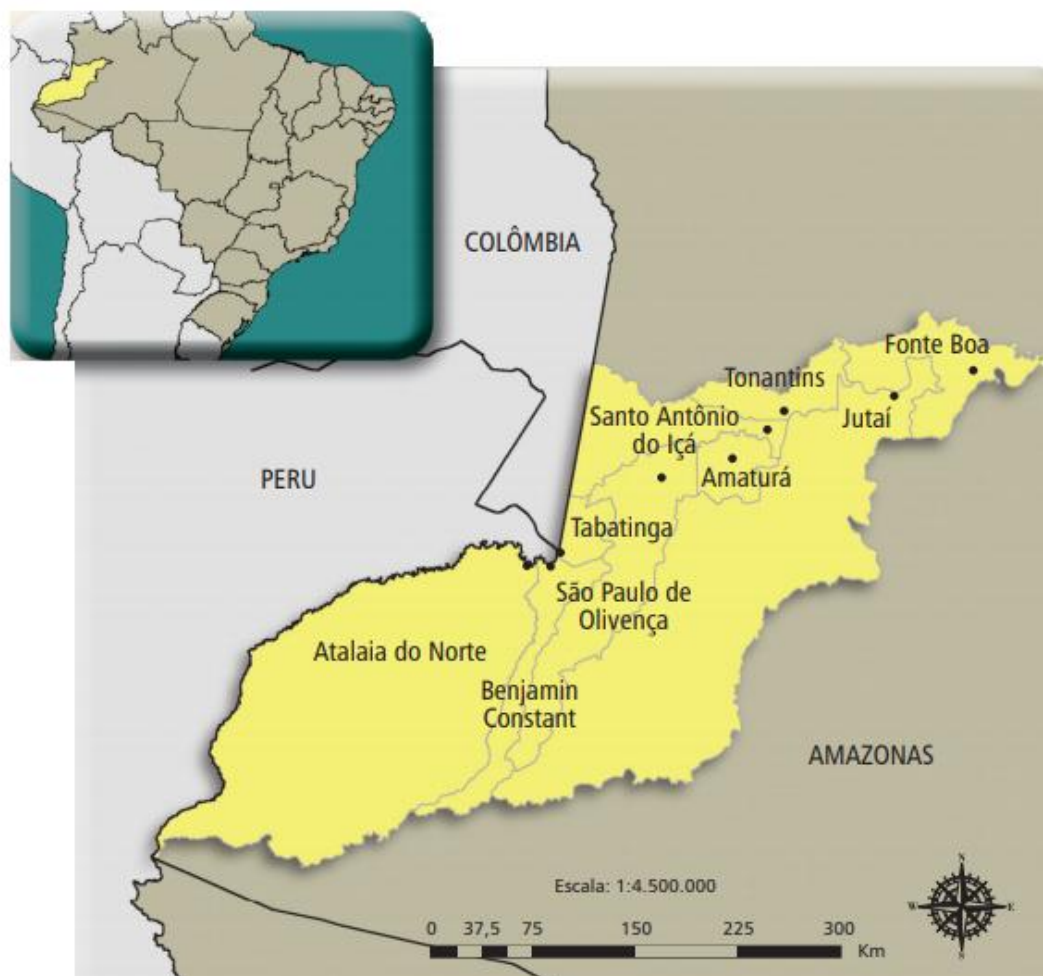 COLÔMBIA
Fonte Boa
Tonantins
Santo Antônio
do Içá
Jutaí
Amaturá
PERU
Tabatinga
São Paulo de
Olivença
Atalaia do Norte
Benjamin
Constant
AMAZONAS
Escala: 1:4.500.000
0 37,5 75 150 225 300
Km
N
W E
S